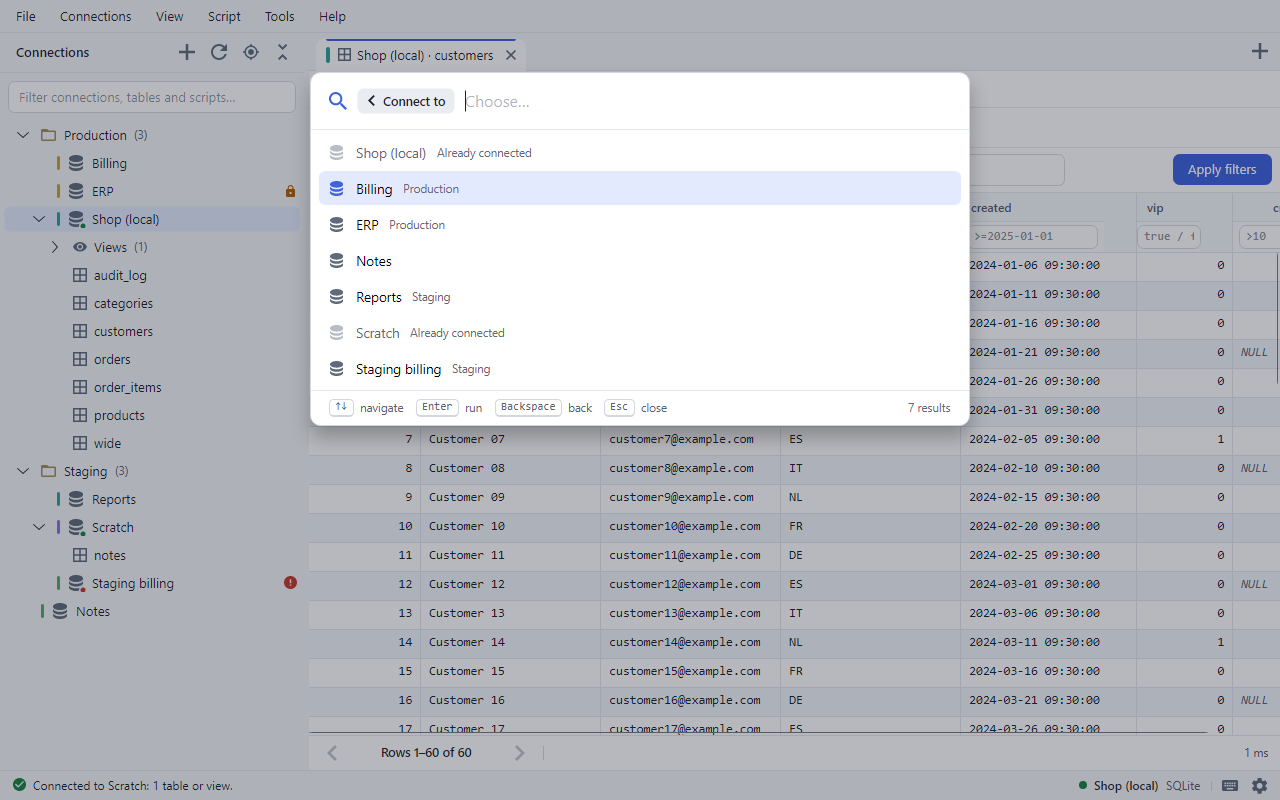 File Connections View Script Tools Help
Connections
Shop (local) · customers
Filter connections, tables and scripts...
Production (3)
Billing
ERP
Shop (local)
Views (1)
audit_log
categories
customers
orders
order_items
products
wide
Staging (3)
Reports
Scratch
notes
Staging billing
Notes
Connect to Choose...
Shop (local) Already connected
Billing Production
ERP Production
Notes
Reports Staging
Scratch Already connected
Staging billing Staging
↑↓ navigate Enter run Backspace back Esc close 7 results
Apply filters
created vip
>=2025-01-01 true / f >10
2024-01-06 09:30:00 0
2024-01-11 09:30:00 0
2024-01-16 09:30:00 0
2024-01-21 09:30:00 0 NULL
2024-01-26 09:30:00 0
2024-01-31 09:30:00 0
7 Customer 07 customer7@example.com ES 2024-02-05 09:30:00 1
8 Customer 08 customer8@example.com IT 2024-02-10 09:30:00 0 NULL
9 Customer 09 customer9@example.com NL 2024-02-15 09:30:00 0
10 Customer 10 customer10@example.com FR 2024-02-20 09:30:00 0
11 Customer 11 customer11@example.com DE 2024-02-25 09:30:00 0
12 Customer 12 customer12@example.com ES 2024-03-01 09:30:00 0 NULL
13 Customer 13 customer13@example.com IT 2024-03-06 09:30:00 0
14 Customer 14 customer14@example.com NL 2024-03-11 09:30:00 1
15 Customer 15 customer15@example.com FR 2024-03-16 09:30:00 0
16 Customer 16 customer16@example.com DE 2024-03-21 09:30:00 0 NULL
17 Customer 17 customer17@example.com ES 2024-03-26 09:30:00 0
Rows 1–60 of 60 1 ms
Connected to Scratch: 1 table or view. Shop (local) SQLite